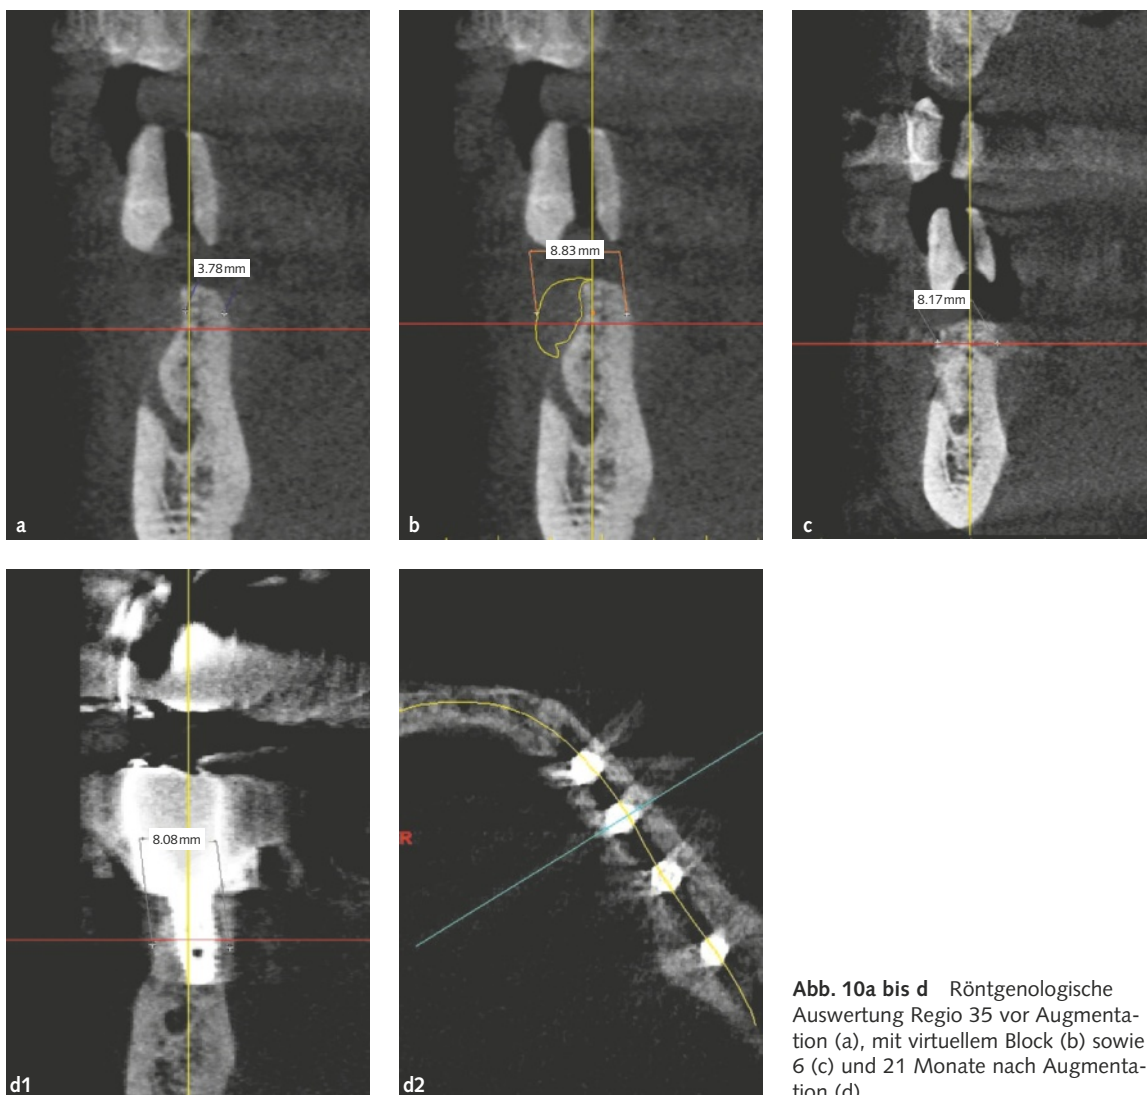 3.78 mm
a
8.83 mm
b
8.17 mm
c
8.08 mm
d1
R
d2
Abb. 10a bis d Röntgenologische
Auswertung Regio 35 vor Augmenta-
tion (a), mit virtuellem Block (b) sowie
6 (c) und 21 Monate nach Augmenta-
tion (d)